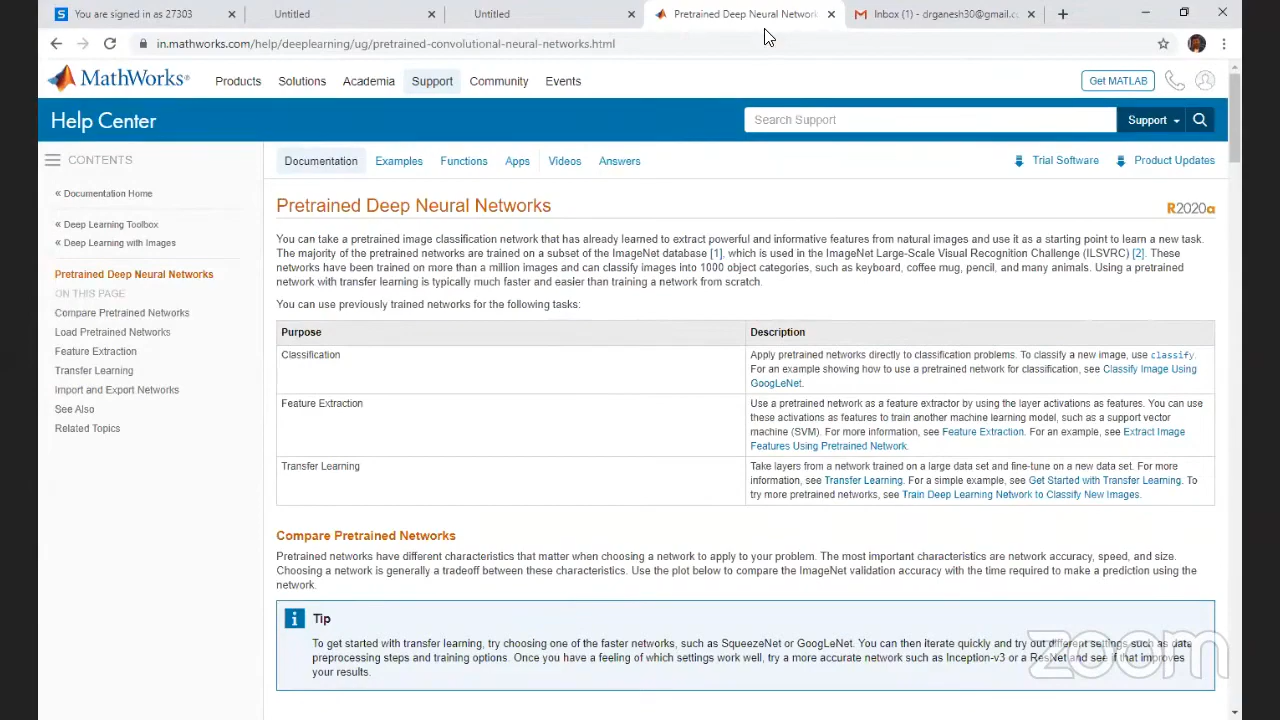 You are signed in as 27303
Untitled
Untitled
Pretrained Deep Neural Network
Inbox (1) - drganesh30@gmail.c
in.mathworks.com/help/deeplearning/ug/pretrained-convolutional-neural-networks.html
MathWorks®
Products
Solutions
Academia
Support
Community
Events
Get MATLAB
Help Center
Search Support
Support
CONTENTS
Documentation
Examples
Functions
Apps
Videos
Answers
Trial Software
Product Updates
« Documentation Home
« Deep Learning Toolbox
« Deep Learning with Images
Pretrained Deep Neural Networks
ON THIS PAGE
Compare Pretrained Networks
Load Pretrained Networks
Feature Extraction
Transfer Learning
Import and Export Networks
See Also
Related Topics
Pretrained Deep Neural Networks
R2020a
You can take a pretrained image classification network that has already learned to extract powerful and informative features from natural images and use it as a starting point to learn a new task.
The majority of the pretrained networks are trained on a subset of the ImageNet database [1], which is used in the ImageNet Large-Scale Visual Recognition Challenge (ILSVRC) [2]. These
networks have been trained on more than a million images and can classify images into 1000 object categories, such as keyboard, coffee mug, pencil, and many animals. Using a pretrained
network with transfer learning is typically much faster and easier than training a network from scratch.
You can use previously trained networks for the following tasks:
Purpose
Description
Classification
Apply pretrained networks directly to classification problems. To classify a new image, use classify.
For an example showing how to use a pretrained network for classification, see Classify Image Using
GoogLeNet.
Feature Extraction
Use a pretrained network as a feature extractor by using the layer activations as features. You can use
these activations as features to train another machine learning model, such as a support vector
machine (SVM). For more information, see Feature Extraction. For an example, see Extract Image
Features Using Pretrained Network.
Transfer Learning
Take layers from a network trained on a large data set and fine-tune on a new data set. For more
information, see Transfer Learning. For a simple example, see Get Started with Transfer Learning. To
try more pretrained networks, see Train Deep Learning Network to Classify New Images.
Compare Pretrained Networks
Pretrained networks have different characteristics that matter when choosing a network to apply to your problem. The most important characteristics are network accuracy, speed, and size.
Choosing a network is generally a tradeoff between these characteristics. Use the plot below to compare the ImageNet validation accuracy with the time required to make a prediction using the
network.
i
Tip
To get started with transfer learning, try choosing one of the faster networks, such as SqueezeNet or GoogLeNet. You can then iterate quickly and try out different settings such as data
preprocessing steps and training options. Once you have a feeling of which settings work well, try a more accurate network such as Inception-v3 or a ResNet and see if that improves
your results.
zoom